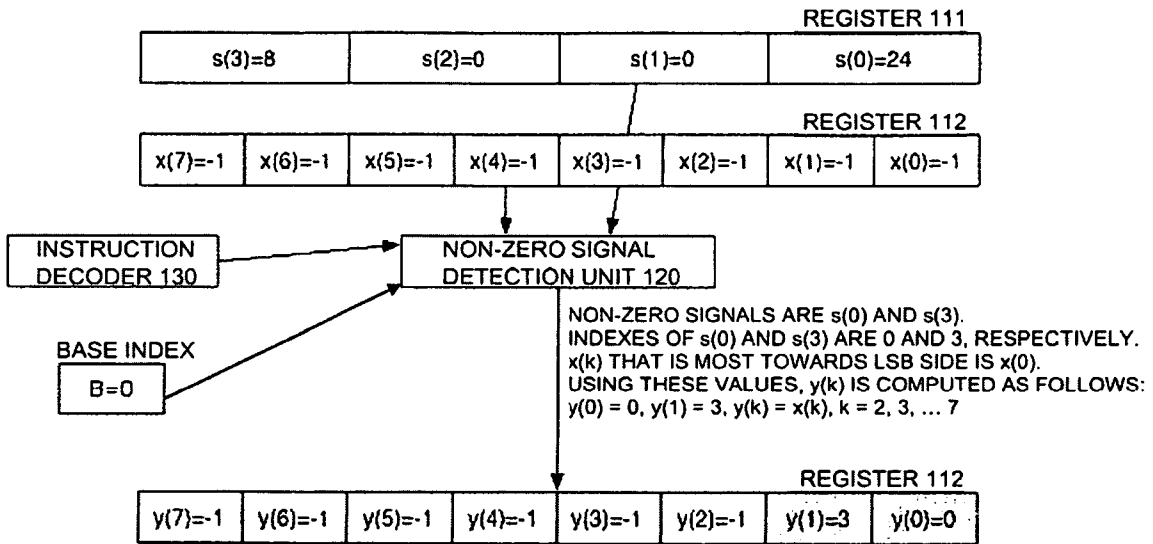 REGISTER 111
s(3)=8 s(2)=0 s(1)=0 s(0)=24
REGISTER 112
x(7)=-1 x(6)=-1 x(5)=-1 x(4)=-1 x(3)=-1 x(2)=-1 x(1)=-1 x(0)=-1
INSTRUCTION
DECODER 130
NON-ZERO SIGNAL
DETECTION UNIT 120
NON-ZERO SIGNALS ARE s(0) AND s(3).
INDEXES OF s(0) AND s(3) ARE 0 AND 3, RESPECTIVELY.
x(k) THAT IS MOST TOWARDS LSB SIDE IS x(0).
USING THESE VALUES, y(k) IS COMPUTED AS FOLLOWS:
y(0) = 0, y(1) = 3, y(k) = x(k), k = 2, 3, ... 7
BASE INDEX
B=0
REGISTER 112
y(7)=-1 y(6)=-1 y(5)=-1 y(4)=-1 y(3)=-1 y(2)=-1 y(1)=3 y(0)=0